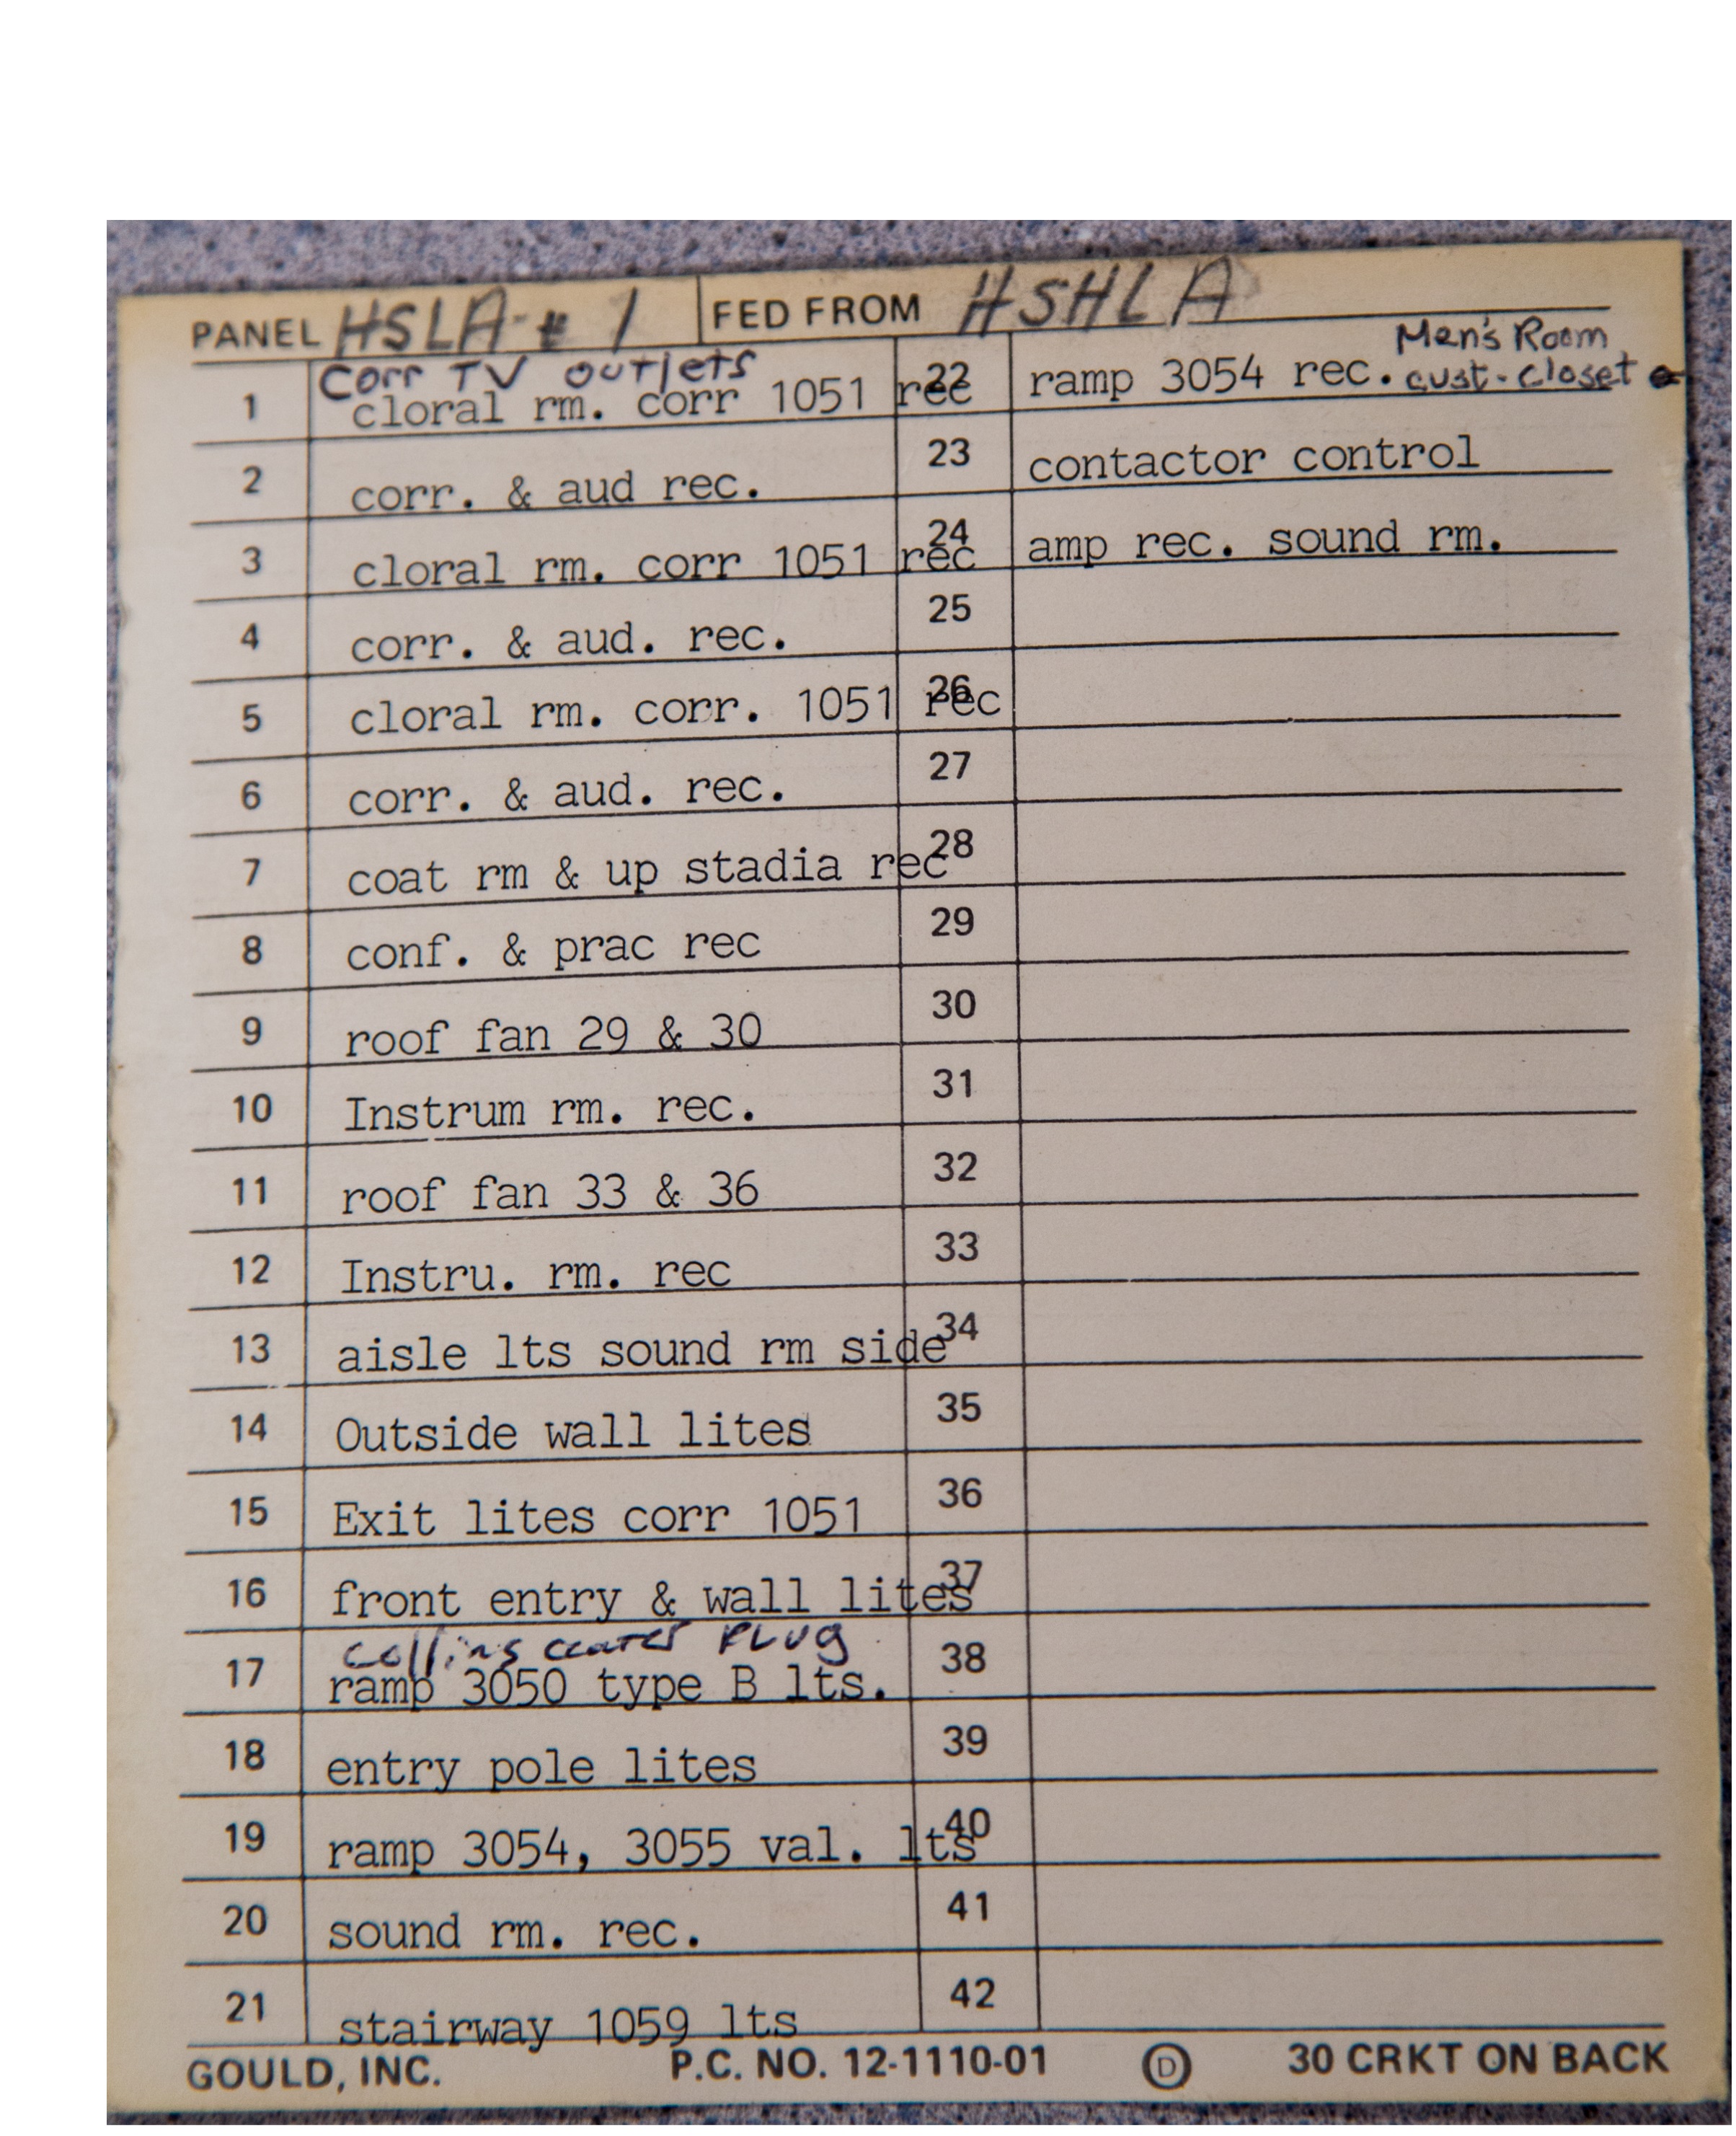 PANEL HSLA # 1 FED FROM HSHLA
Corr TV outlets
1 cloral rm. corr 1051 rec
2 corr. & aud rec.
3 cloral rm. corr 1051 rec
4 corr. & aud. rec.
5 cloral rm. corr. 1051 rec
6 corr. & aud. rec.
7 coat rm & up stadia rec
8 conf. & prac rec
9 roof fan 29 & 30
10 Instrum rm. rec.
11 roof fan 33 & 36
12 Instru. rm. rec
13 aisle lts sound rm side
14 Outside wall lites
15 Exit lites corr 1051
16 front entry & wall lites
Collins center PLug
17 ramp 3050 type B lts.
18 entry pole lites
19 ramp 3054, 3055 val. lts
20 sound rm. rec.
21 stairway 1059 lts
Men's Room
22 ramp 3054 rec. cust. closet
23 contactor control
24 amp rec. sound rm.
25
26
27
28
29
30
31
32
33
34
35
36
37
38
39
40
41
42
GOULD, INC. P.C. NO. 12-1110-01 D 30 CRKT ON BACK